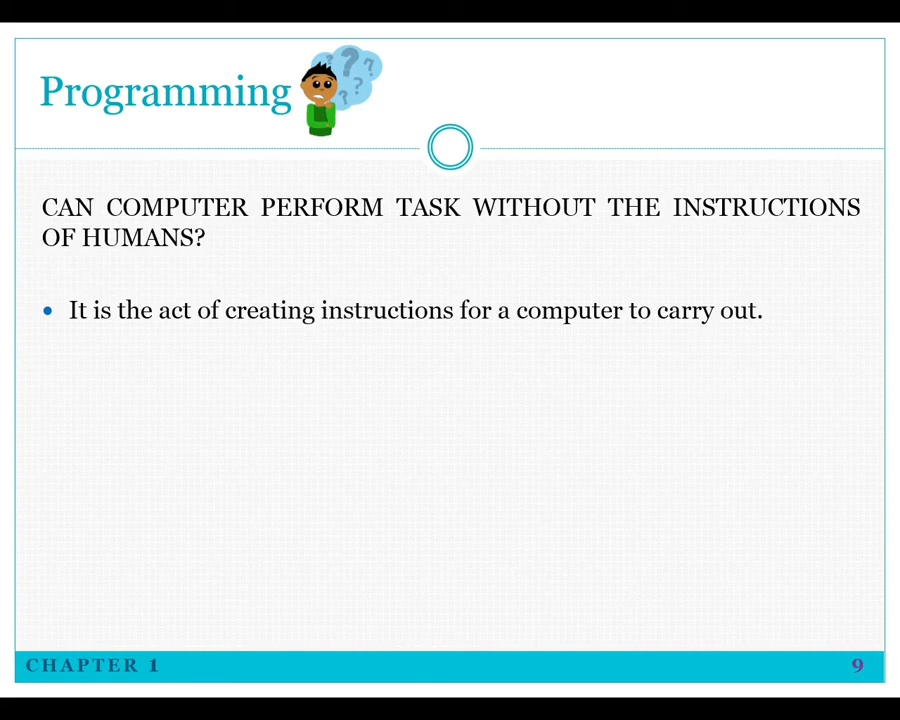 Programming
CAN COMPUTER PERFORM TASK WITHOUT THE INSTRUCTIONS
OF HUMANS?
• It is the act of creating instructions for a computer to carry out.
CHAPTER 1
9